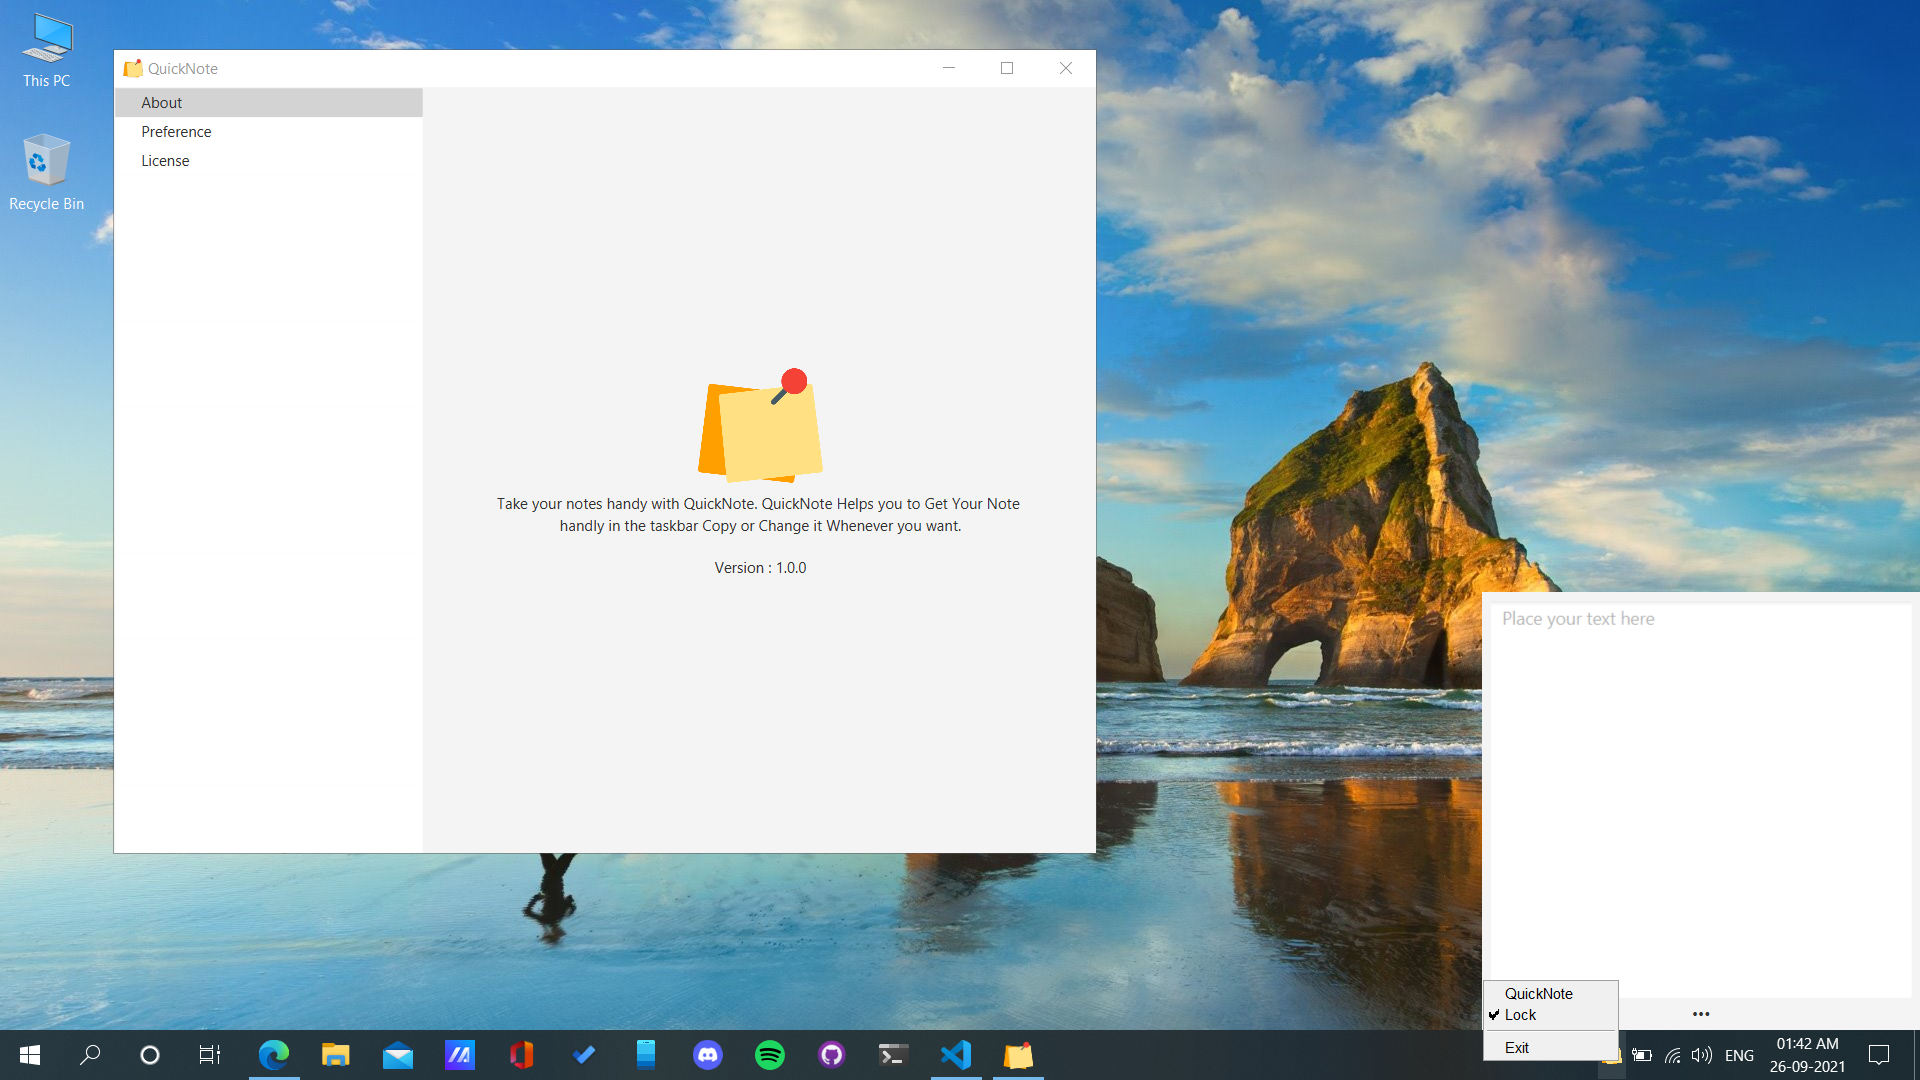 This PC
Recycle Bin
QuickNote
About
Preference
License
Take your notes handy with QuickNote. QuickNote Helps you to Get Your Note
handly in the taskbar Copy or Change it Whenever you want.
Version : 1.0.0
Place your text here
QuickNote
Lock
Exit
ENG
01:42 AM
26-09-2021